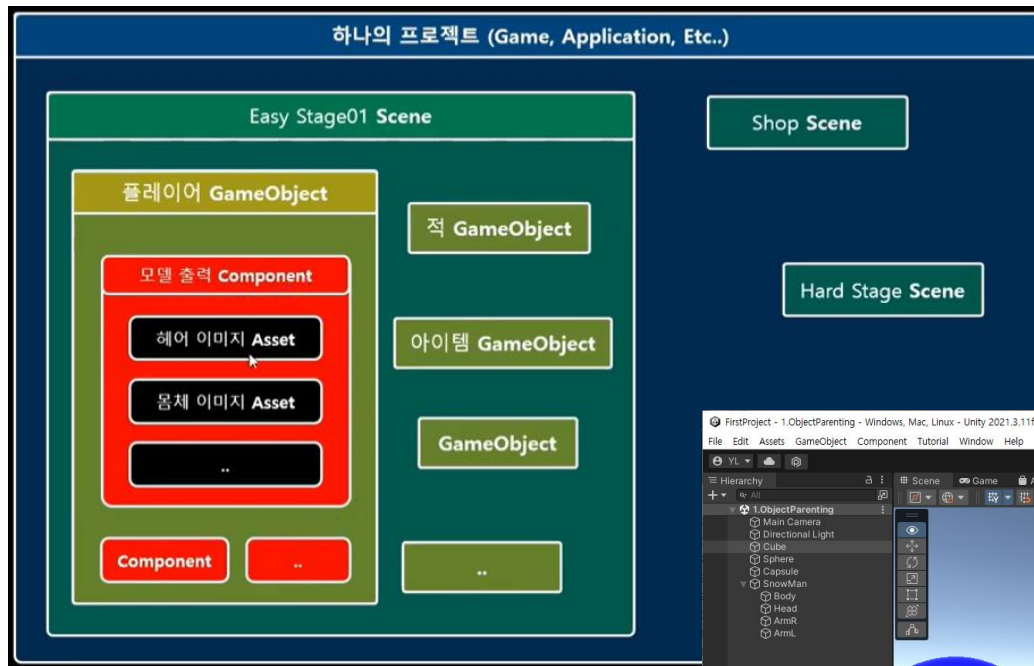 하나의 프로젝트 (Game, Application, Etc..)
Easy Stage01 Scene
플레이어 GameObject
모델 출력 Component
헤어 이미지 Asset
몸체 이미지 Asset
..
Component
..
적 GameObject
아이템 GameObject
GameObject
..
Shop Scene
Hard Stage Scene
FirstProject - 1.ObjectParenting - Windows, Mac, Linux - Unity 2021.3.11f
File Edit Assets GameObject Component Tutorial Window Help
YL
Hierarchy
All
1.ObjectParenting
Main Camera
Directional Light
Cube
Sphere
Capsule
SnowMan
Body
Head
ArmR
ArmL
Scene Game A